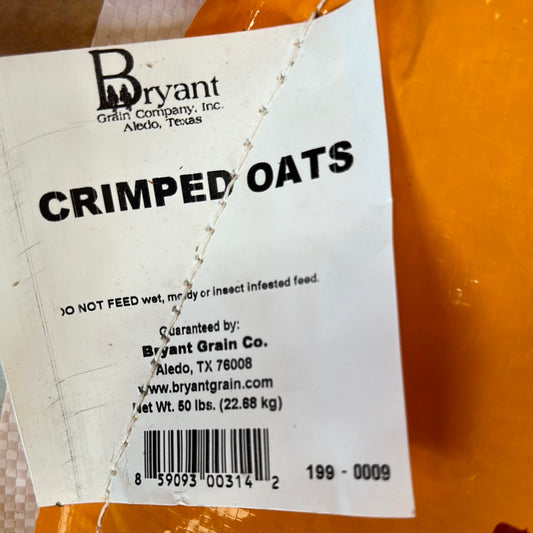 Bryant
Grain Company, Inc.
Aledo, Texas
CRIMPED OATS
DO NOT FEED wet, moldy or insect infested feed.
Guaranteed by:
Bryant Grain Co.
Aledo, TX 76008
www.bryantgrain.com
Net Wt. 50 lbs. (22.68 kg)
8 59093 00314 2
199 - 0009